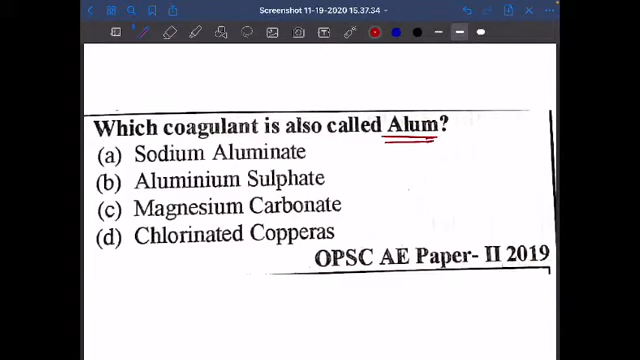 Screenshot 11-19-2020 15.37.34
Which coagulant is also called Alum?
(a) Sodium Aluminate
(b) Aluminium Sulphate
(c) Magnesium Carbonate
(d) Chlorinated Copperas
OPSC AE Paper- II 2019